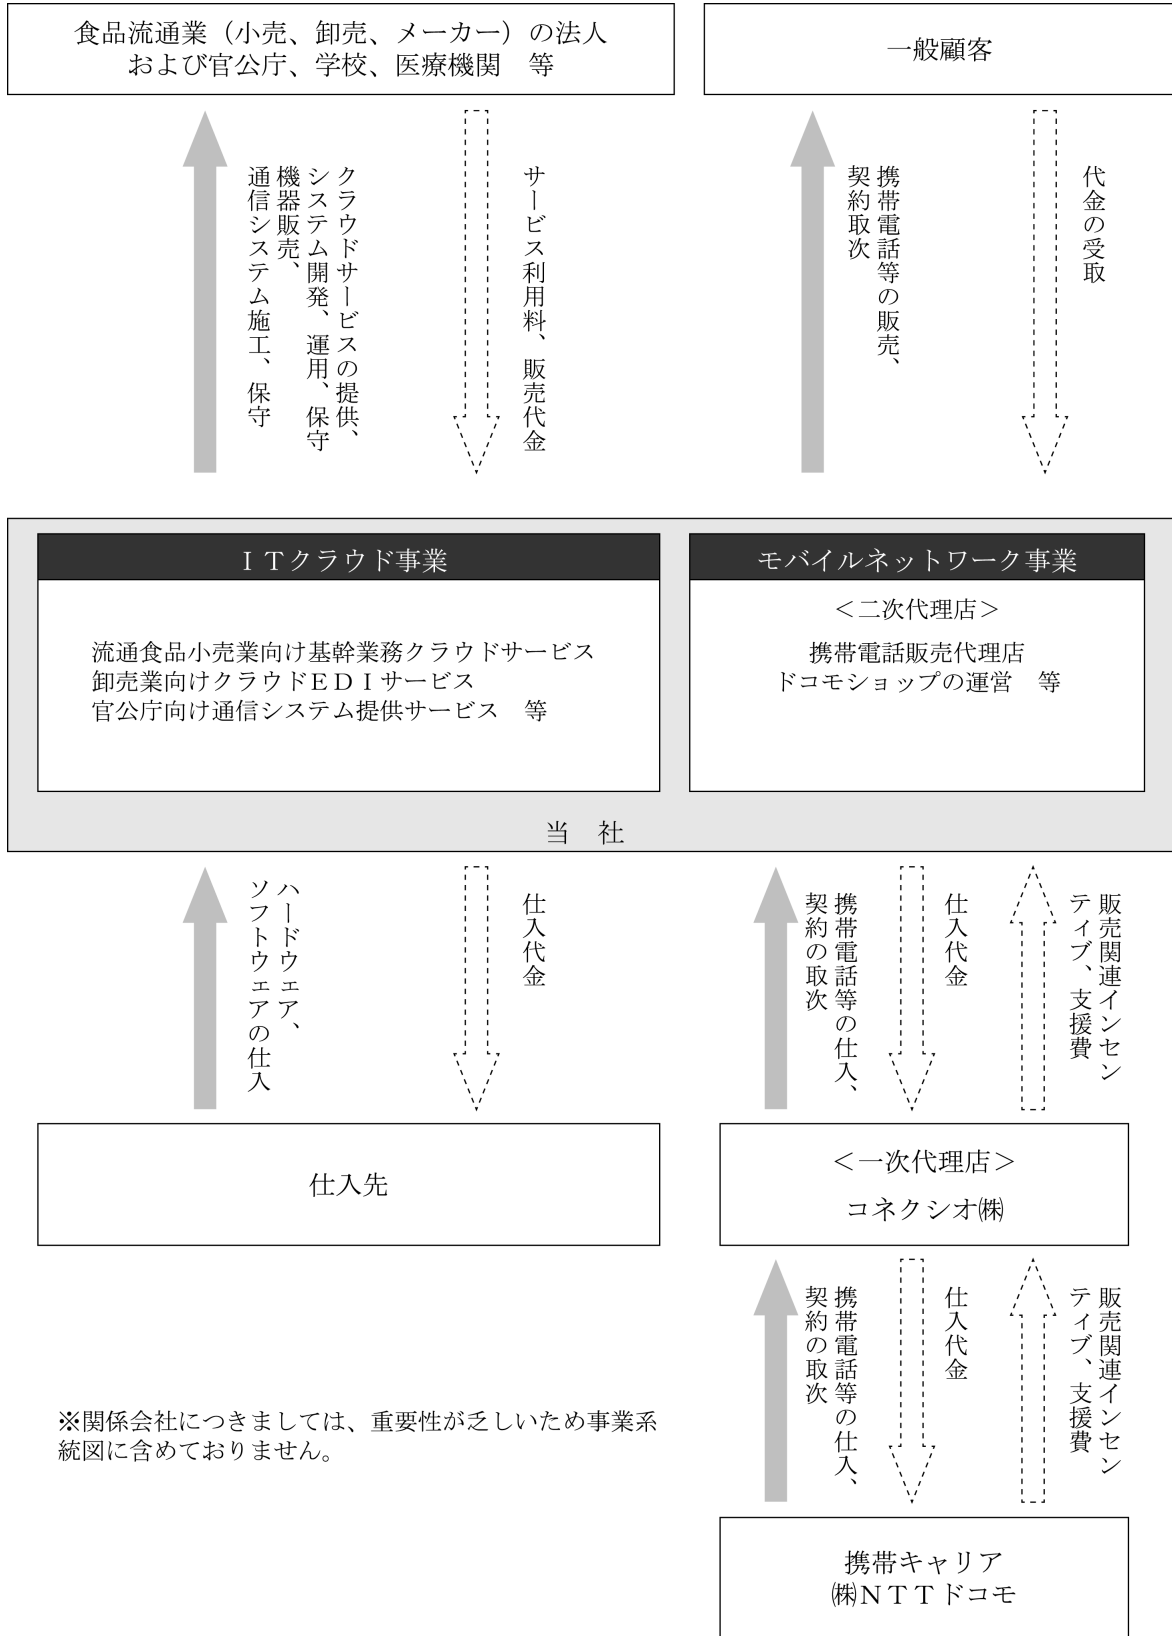 食品流通業（小売、卸売、メーカー）の法人
および官公庁、学校、医療機関　等
一般顧客
クラウドサービスの提供、
システム開発、運用、保守
機器販売、
通信システム施工、保守
サービス利用料、販売代金
携帯電話等の販売、
契約取次
代金の受取
ＩＴクラウド事業
流通食品小売業向け基幹業務クラウドサービス
卸売業向けクラウドＥＤＩサービス
官公庁向け通信システム提供サービス　等
モバイルネットワーク事業
＜二次代理店＞
携帯電話販売代理店
ドコモショップの運営　等
当　社
ハードウェア、
ソフトウェアの仕入
仕入代金
携帯電話等の仕入、
契約の取次
仕入代金
販売関連インセン
ティブ、支援費
仕入先
＜一次代理店＞
コネクシオ㈱
携帯電話等の仕入、
契約の取次
仕入代金
販売関連インセン
ティブ、支援費
※関係会社につきましては、重要性が乏しいため事業系
統図に含めておりません。
携帯キャリア
㈱ＮＴＴドコモ